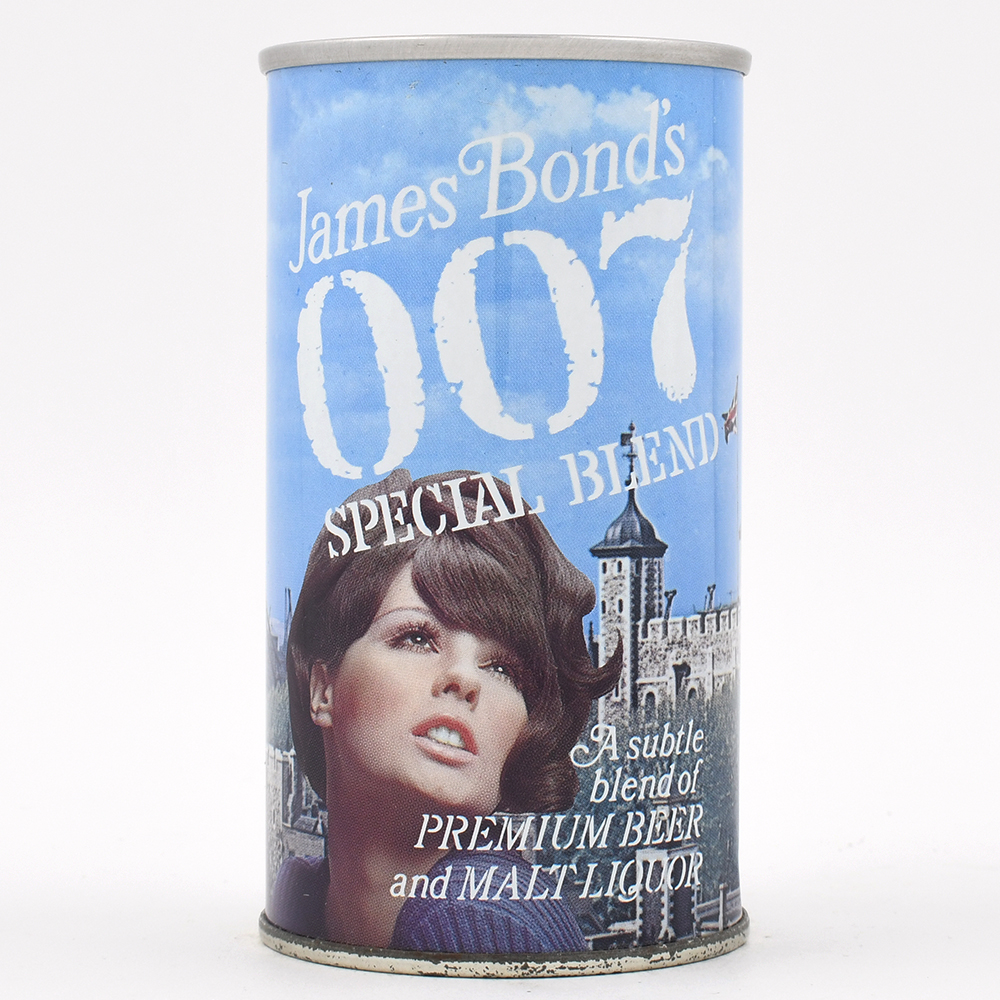 James Bond's
007
SPECIAL BLEND
A subtle
blend of
PREMIUM BEER
and MALT LIQUOR